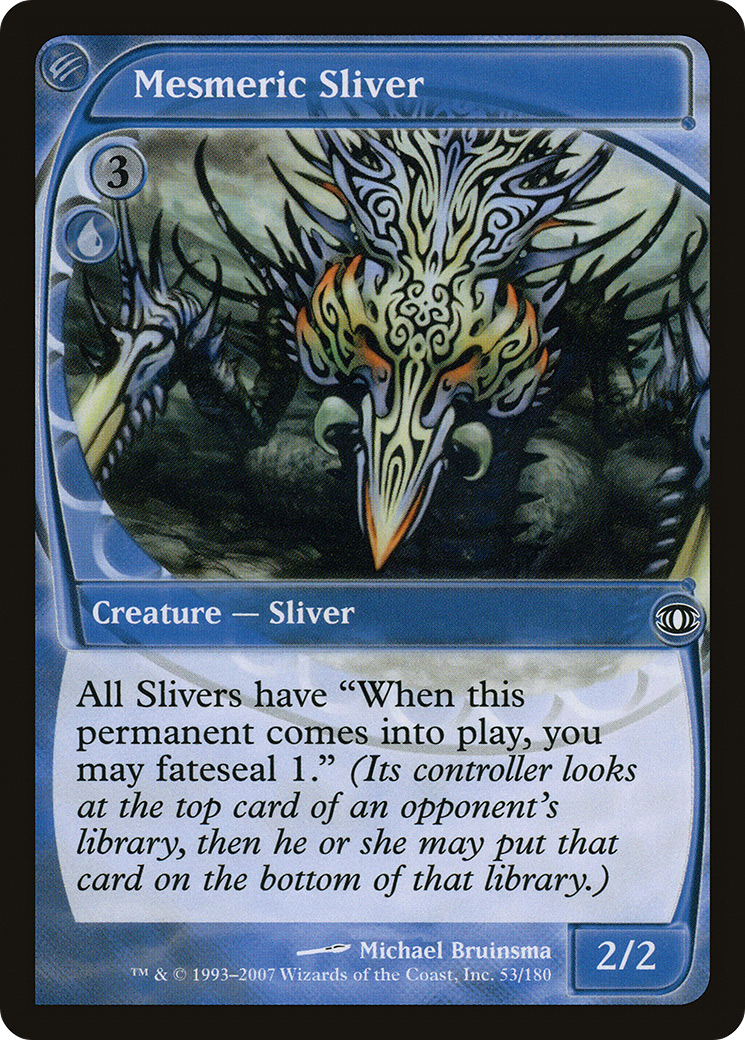 Mesmeric Sliver
3
Creature — Sliver
All Slivers have “When this
permanent comes into play, you
may fateseal 1.” (Its controller looks
at the top card of an opponent’s
library, then he or she may put that
card on the bottom of that library.)
Michael Bruinsma
™ & © 1993–2007 Wizards of the Coast, Inc. 53/180
2/2